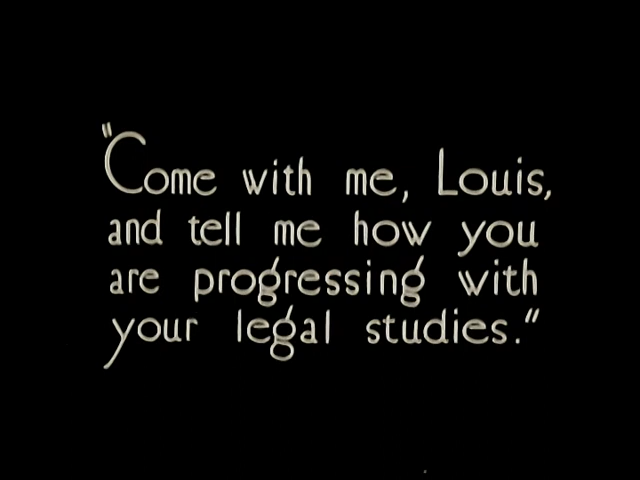 "Come with me, Louis,
and tell me how you
are progressing with
your legal studies."